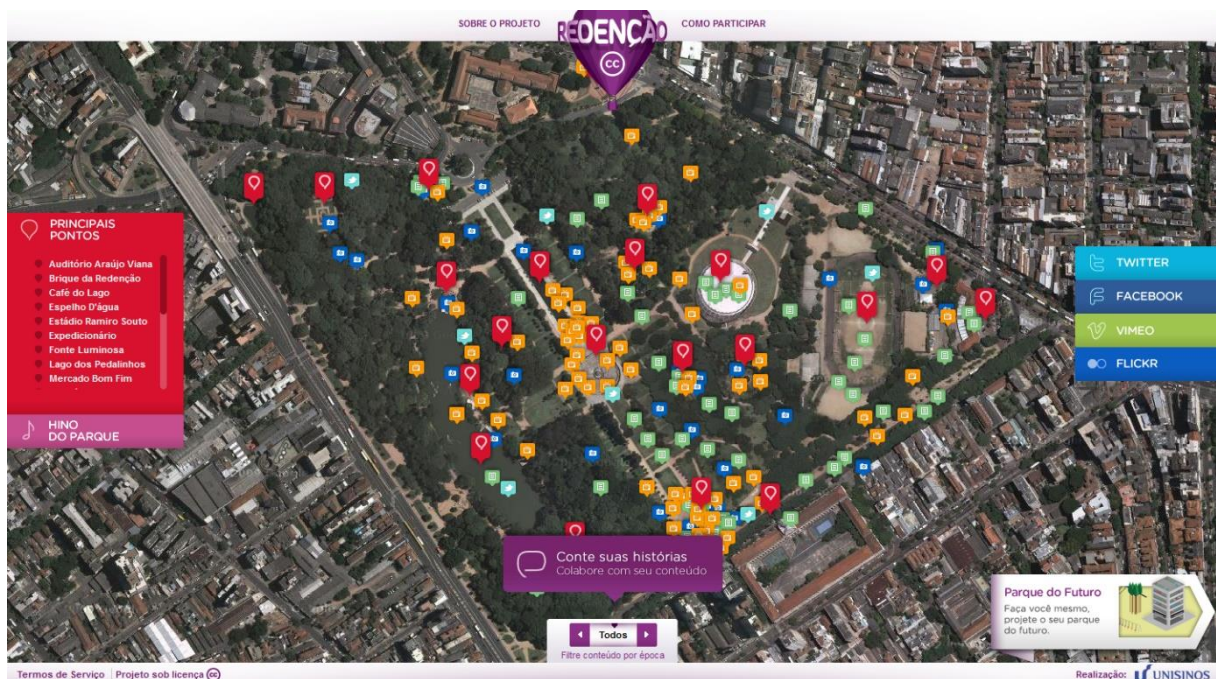 SOBRE O PROJETO
REDENÇÃO
cc
COMO PARTICIPAR
PRINCIPAIS
PONTOS
Auditório Araújo Viana
Brique da Redenção
Café do Lago
Espelho D'água
Estádio Ramiro Souto
Expedicionário
Fonte Luminosa
Lago dos Pedalinhos
Mercado Bom Fim
HINO
DO PARQUE
TWITTER
FACEBOOK
VIMEO
FLICKR
Conte suas histórias
Colabore com seu conteúdo
Todos
Filtre conteúdo por época
Parque do Futuro
Faça você mesmo,
projete o seu parque
do futuro.
Termos de Serviço | Projeto sob licença cc
Realização: UNISINOS